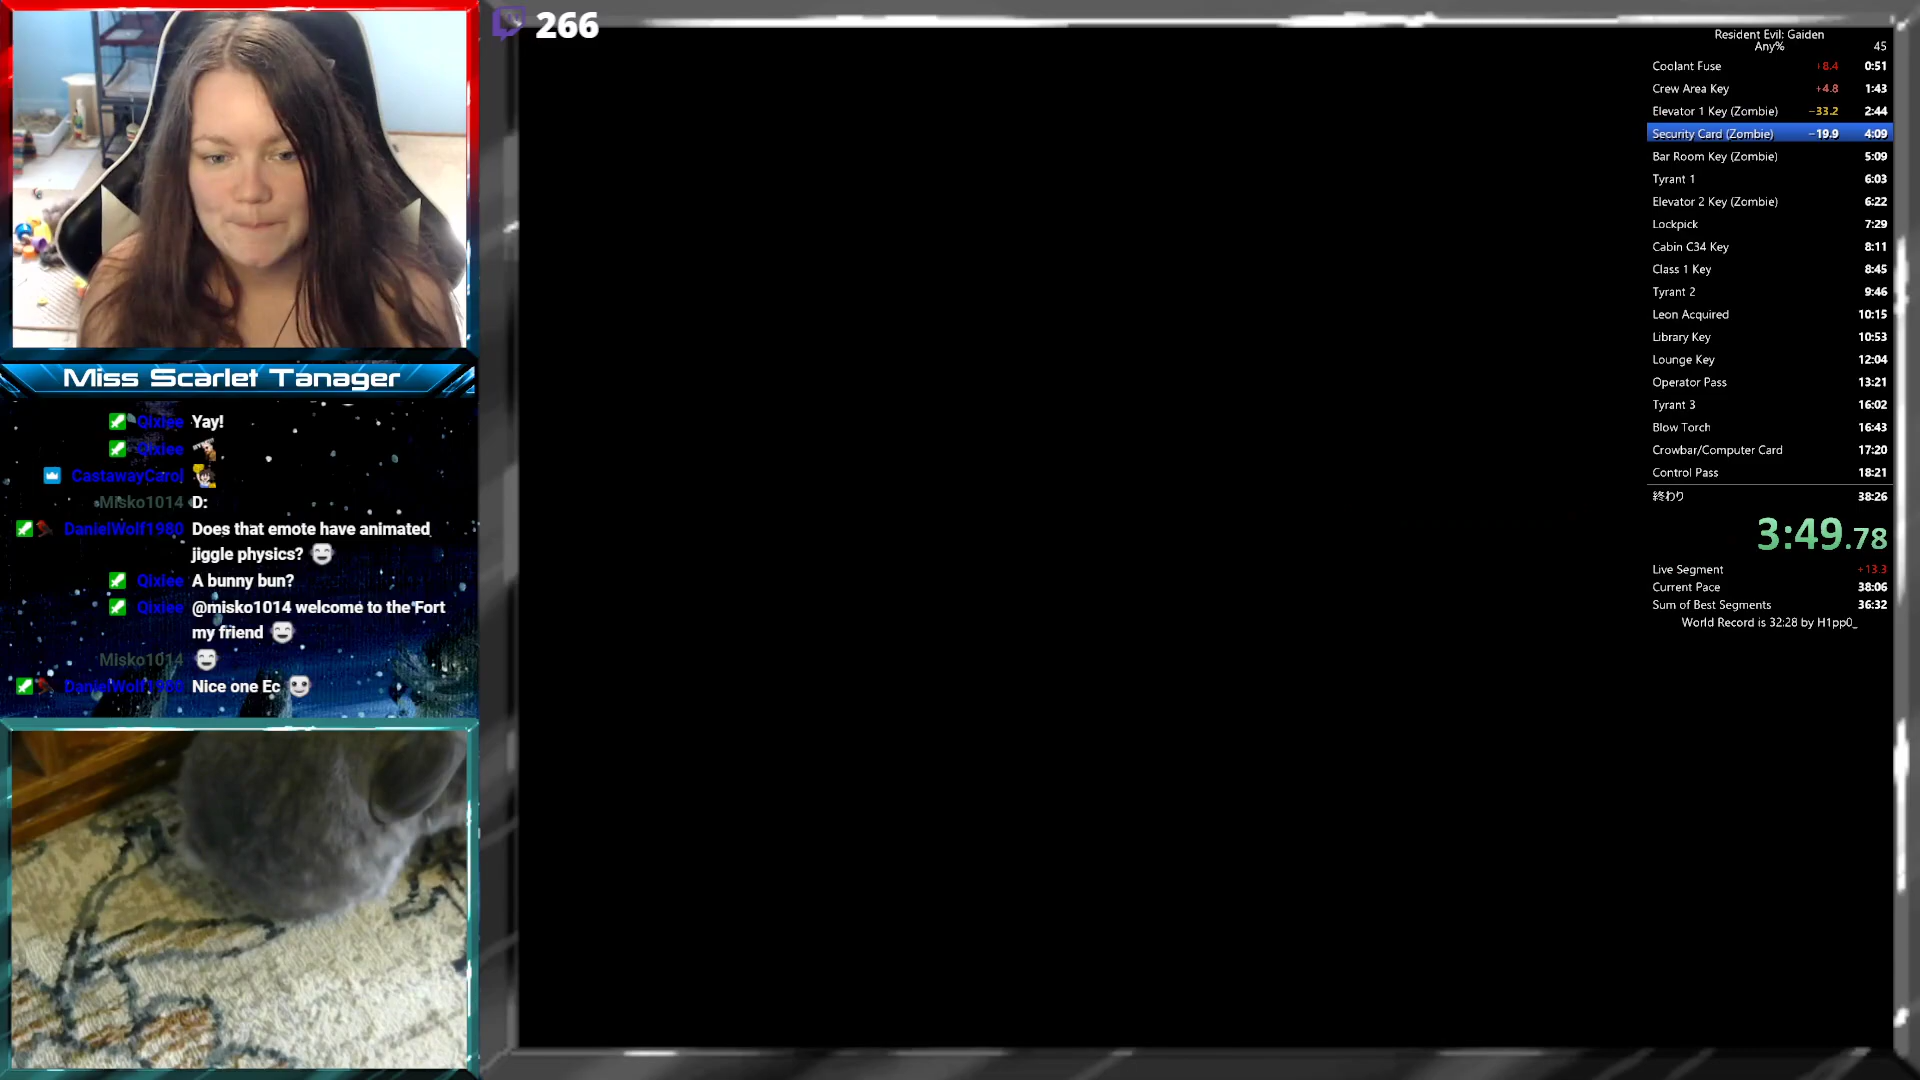 266
Miss Scarlet Tanager
Qixiee Yay!
Qixiee
CastawayCarol
Misko1014 D:
DanielWolf1980 Does that emote have animated
jiggle physics?
Qixiee A bunny bun?
Qixiee @misko1014 welcome to the Fort
my friend
Misko1014
DanielWolf1980 Nice one Ec
Resident Evil: Gaiden
Any% 45
Coolant Fuse +8.4 0:51
Crew Area Key +4.8 1:43
Elevator 1 Key (Zombie) −33.2 2:44
Security Card (Zombie) −19.9 4:09
Bar Room Key (Zombie) 5:09
Tyrant 1 6:03
Elevator 2 Key (Zombie) 6:22
Lockpick 7:29
Cabin C34 Key 8:11
Class 1 Key 8:45
Tyrant 2 9:46
Leon Acquired 10:15
Library Key 10:53
Lounge Key 12:04
Operator Pass 13:21
Tyrant 3 16:02
Blow Torch 16:43
Crowbar/Computer Card 17:20
Control Pass 18:21
終わり 38:26
3:49.78
Live Segment +13.3
Current Pace 38:06
Sum of Best Segments 36:32
World Record is 32:28 by H1pp0_